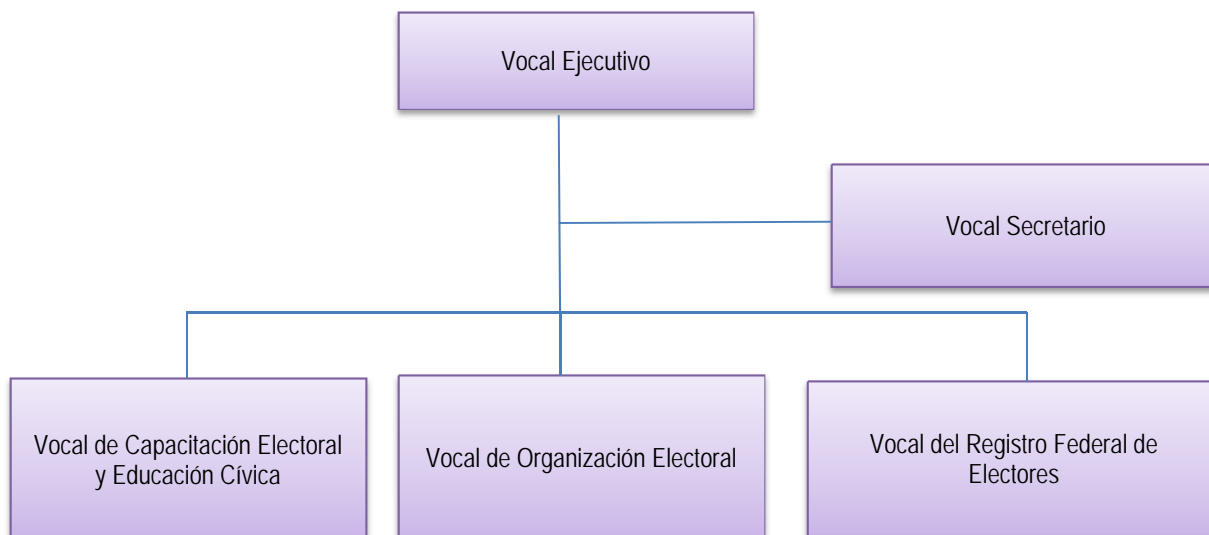 Vocal Ejecutivo
Vocal Secretario
Vocal de Capacitación Electoral
y Educación Cívica
Vocal de Organización Electoral
Vocal del Registro Federal de
Electores